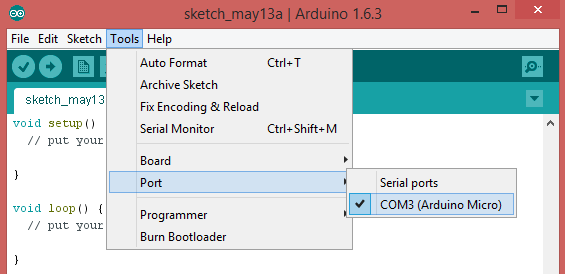 sketch_may13a | Arduino 1.6.3
File Edit Sketch Tools Help
Auto Format Ctrl+T
Archive Sketch
sketch_may13
Fix Encoding & Reload
void setup()
Serial Monitor Ctrl+Shift+M
// put your
Board
}
Port
Serial ports
COM3 (Arduino Micro)
void loop() {
Programmer
// put your
Burn Bootloader
}